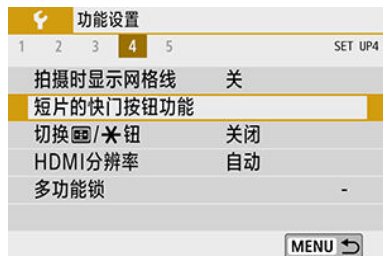 功能设置
1 2 3 4 5 SET UP4
拍摄时显示网格线 关
短片的快门按钮功能
切换/钮 关闭
HDMI分辨率 自动
多功能锁 -
MENU